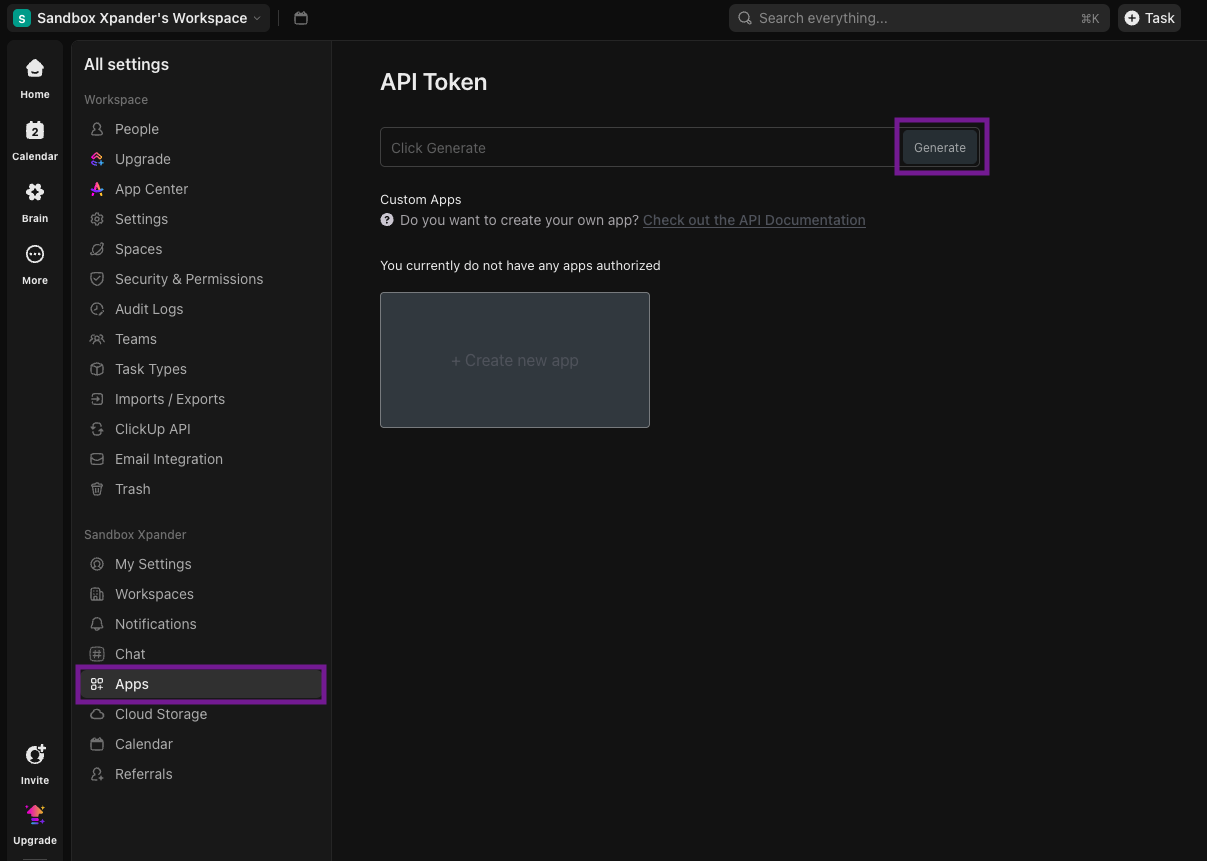 S Sandbox Xpander's Workspace
Search everything...
⌘K
Task
Home
2
Calendar
Brain
More
Invite
Upgrade
All settings
Workspace
People
Upgrade
App Center
Settings
Spaces
Security & Permissions
Audit Logs
Teams
Task Types
Imports / Exports
ClickUp API
Email Integration
Trash
Sandbox Xpander
My Settings
Workspaces
Notifications
Chat
Apps
Cloud Storage
Calendar
Referrals
API Token
Click Generate
Generate
Custom Apps
? Do you want to create your own app? Check out the API Documentation
You currently do not have any apps authorized
+ Create new app